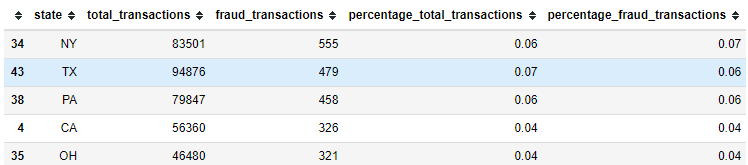 state total_transactions fraud_transactions percentage_total_transactions percentage_fraud_transactions
34 NY 83501 555 0.06 0.07
43 TX 94876 479 0.07 0.06
38 PA 79847 458 0.06 0.06
4 CA 56360 326 0.04 0.04
35 OH 46480 321 0.04 0.04